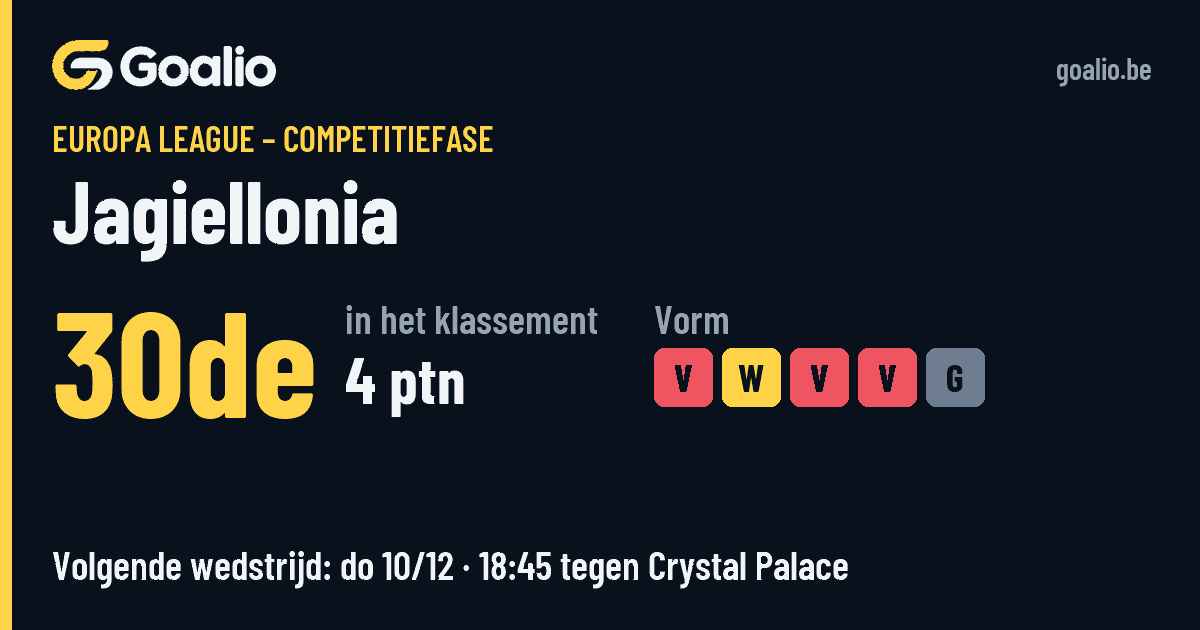 Goalio
goalio.be
EUROPA LEAGUE – COMPETITIEFASE
Jagiellonia
30de
in het klassement
4 ptn
Vorm
V W V V G
Volgende wedstrijd: do 10/12 · 18:45 tegen Crystal Palace